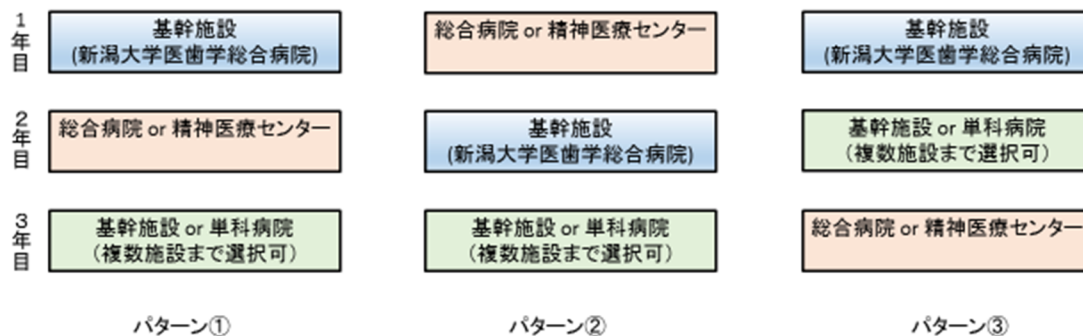 1年目
基幹施設
(新潟大学医歯学総合病院)
総合病院 or 精神医療センター
基幹施設
(新潟大学医歯学総合病院)
2年目
総合病院 or 精神医療センター
基幹施設
(新潟大学医歯学総合病院)
基幹施設 or 単科病院
(複数施設まで選択可)
3年目
基幹施設 or 単科病院
(複数施設まで選択可)
基幹施設 or 単科病院
(複数施設まで選択可)
総合病院 or 精神医療センター
パターン①
パターン②
パターン③